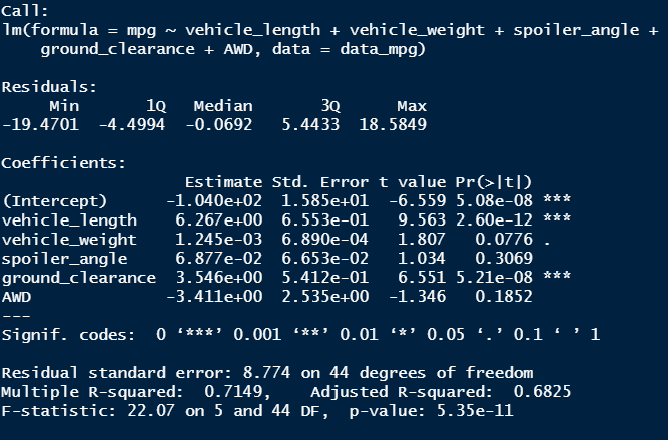 Call:
lm(formula = mpg ~ vehicle_length + vehicle_weight + spoiler_angle +
    ground_clearance + AWD, data = data_mpg)

Residuals:
     Min       1Q   Median       3Q      Max
-19.4701  -4.4994  -0.0692   5.4433  18.5849

Coefficients:
                   Estimate Std. Error t value Pr(>|t|)
(Intercept)      -1.040e+02  1.585e+01  -6.559 5.08e-08 ***
vehicle_length    6.267e+00  6.553e-01   9.563 2.60e-12 ***
vehicle_weight    1.245e-03  6.890e-04   1.807   0.0776 .
spoiler_angle     6.877e-02  6.653e-02   1.034   0.3069
ground_clearance  3.546e+00  5.412e-01   6.551 5.21e-08 ***
AWD              -3.411e+00  2.535e+00  -1.346   0.1852
---
Signif. codes:  0 ‘***’ 0.001 ‘**’ 0.01 ‘*’ 0.05 ‘.’ 0.1 ‘ ’ 1

Residual standard error: 8.774 on 44 degrees of freedom
Multiple R-squared:  0.7149,    Adjusted R-squared:  0.6825
F-statistic: 22.07 on 5 and 44 DF,  p-value: 5.35e-11